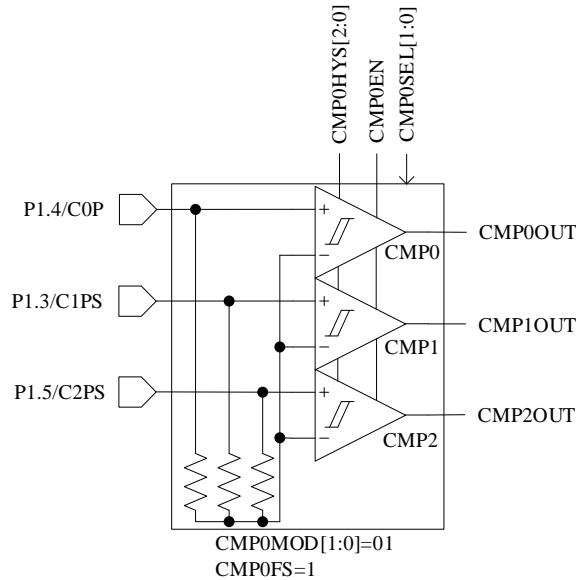 CMP0HYS[2:0]
CMP0EN
CMP0SEL[1:0]
P1.4/C0P
+
−
CMP0
CMP0OUT
P1.3/C1PS
+
−
CMP1
CMP1OUT
P1.5/C2PS
+
−
CMP2
CMP2OUT
CMP0MOD[1:0]=01
CMP0FS=1